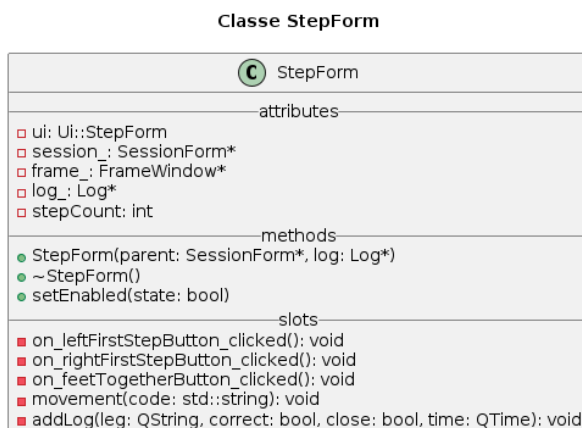 Classe StepForm
C StepForm
attributes
ui: Ui::StepForm
session_: SessionForm*
frame_: FrameWindow*
log_: Log*
stepCount: int
methods
StepForm(parent: SessionForm*, log: Log*)
~StepForm()
setEnabled(state: bool)
slots
on_leftFirstStepButton_clicked(): void
on_rightFirstStepButton_clicked(): void
on_feetTogetherButton_clicked(): void
movement(code: std::string): void
addLog(leg: QString, correct: bool, close: bool, time: QTime): void